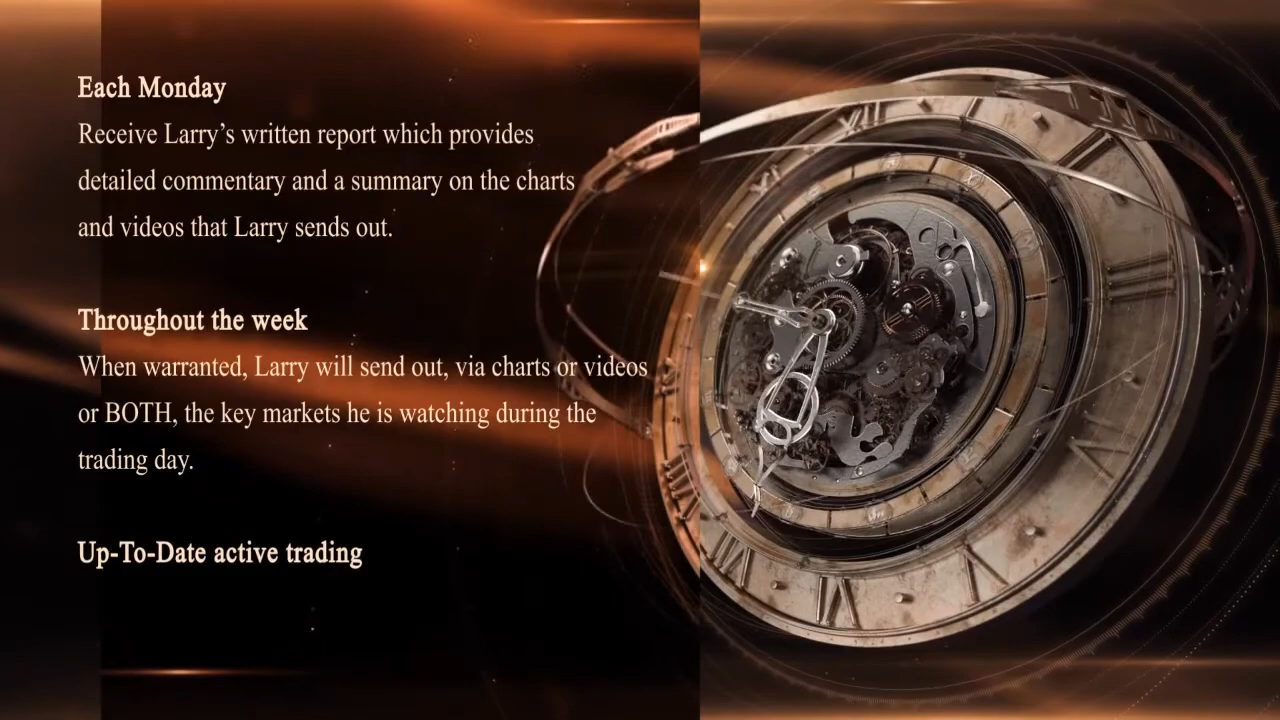 Each Monday
Receive Larry's written report which provides
detailed commentary and a summary on the charts
and videos that Larry sends out.
Throughout the week
When warranted, Larry will send out, via charts or videos
or BOTH, the key markets he is watching during the
trading day.
Up-To-Date active trading